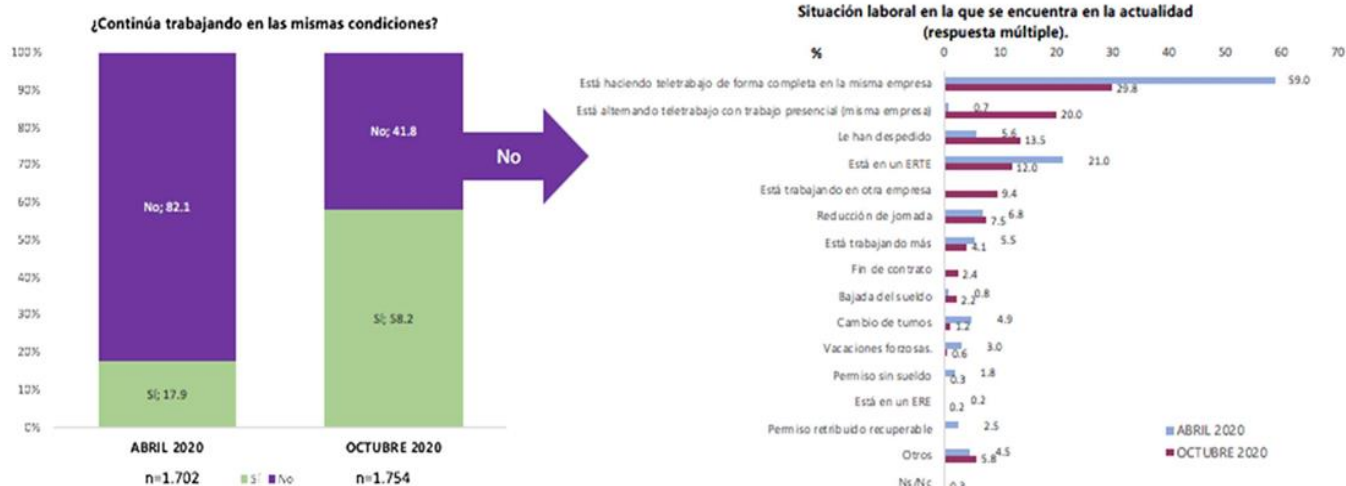 ¿Continúa trabajando en las mismas condiciones?
100%
90%
80%
70%
60%
50%
40%
30%
20%
10%
0%
No; 82.1
Sí; 17.9
No; 41.8
Sí; 58.2
ABRIL 2020
OCTUBRE 2020
n=1.702
Sí No
n=1.754
No
Situación laboral en la que se encuentra en la actualidad
(respuesta múltiple).
% 0 10 20 30 40 50 60 70
Está haciendo teletrabajo de forma completa en la misma empresa 59.0
29.8
Está alternando teletrabajo con trabajo presencial (misma empresa) 0.7
20.0
Le han despedido 5.6
13.5
Está en un ERTE 21.0
12.0
Está trabajando en otra empresa 9.4
Reducción de jornada 6.8
7.5
Está trabajando más 5.5
4.1
Fin de contrato 2.4
Bajada del sueldo 0.8
2.2
Cambio de turnos 4.9
1.2
Vacaciones forzosas. 3.0
0.6
Permiso sin sueldo 1.8
0.3
Está en un ERE 0.2
0.2
Permiso retribuido recuperable 2.5
Otros 4.5
5.8
Ns/Nc 0.3
ABRIL 2020
OCTUBRE 2020